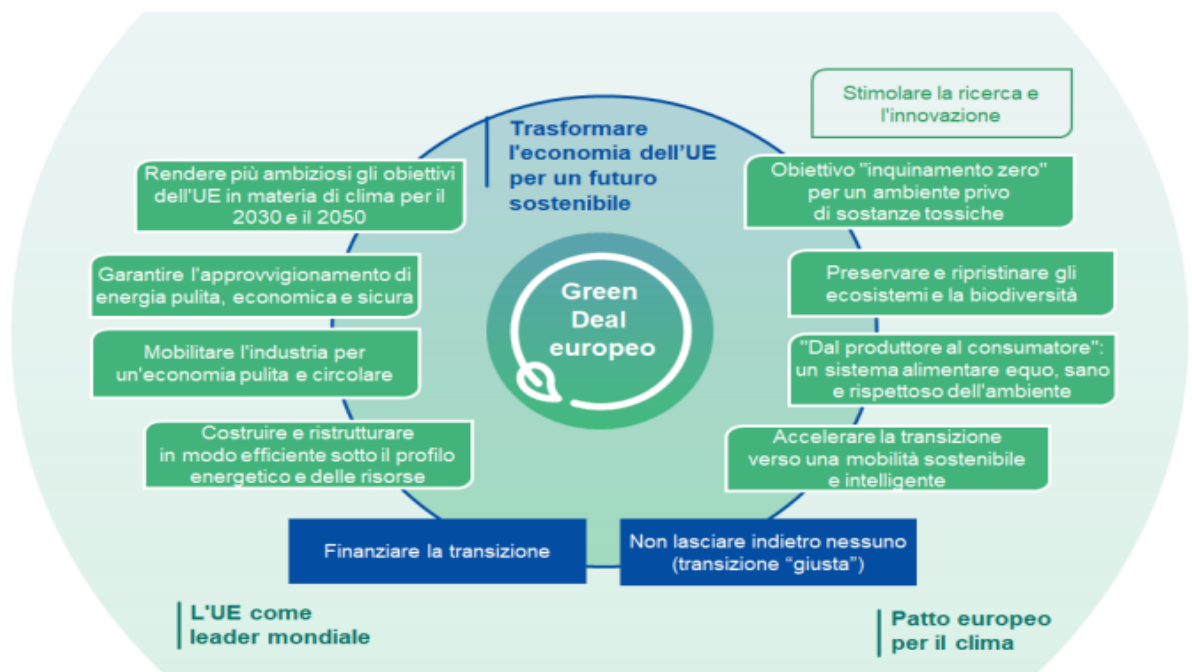 Stimolare la ricerca e
l'innovazione
Trasformare
l'economia dell'UE
per un futuro
sostenibile
Rendere più ambiziosi gli obiettivi
dell'UE in materia di clima per il
2030 e il 2050
Obiettivo "inquinamento zero"
per un ambiente privo
di sostanze tossiche
Garantire l'approvvigionamento di
energia pulita, economica e sicura
Green
Deal
europeo
Preservare e ripristinare gli
ecosistemi e la biodiversità
Mobilitare l'industria per
un'economia pulita e circolare
"Dal produttore al consumatore":
un sistema alimentare equo, sano
e rispettoso dell'ambiente
Costruire e ristrutturare
in modo efficiente sotto il profilo
energetico e delle risorse
Accelerare la transizione
verso una mobilità sostenibile
e intelligente
Finanziare la transizione
Non lasciare indietro nessuno
(transizione “giusta”)
L'UE come
leader mondiale
Patto europeo
per il clima